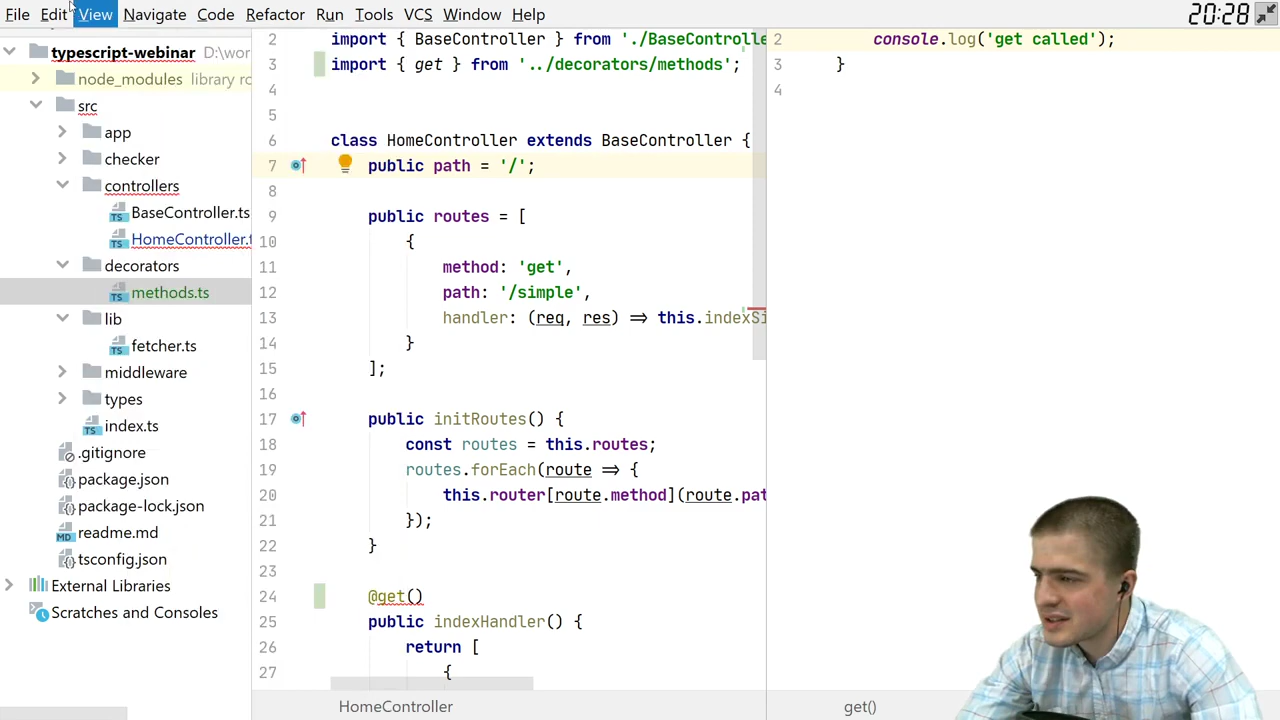 File Edit View Navigate Code Refactor Run Tools VCS Window Help
20:28
typescript-webinar D:\wor
node_modules library ro
src
app
checker
controllers
BaseController.ts
HomeController.t
decorators
methods.ts
lib
fetcher.ts
middleware
types
index.ts
.gitignore
package.json
package-lock.json
readme.md
tsconfig.json
External Libraries
Scratches and Consoles
2 import { BaseController } from './BaseControlle
3 import { get } from '../decorators/methods';
4
5
6 class HomeController extends BaseController {
7 public path = '/';
8
9 public routes = [
10 {
11 method: 'get',
12 path: '/simple',
13 handler: (req, res) => this.indexSi
14 }
15 ];
16
17 public initRoutes() {
18 const routes = this.routes;
19 routes.forEach(route => {
20 this.router[route.method](route.pat
21 });
22 }
23
24 @get()
25 public indexHandler() {
26 return [
27 {
HomeController
2 console.log('get called');
3 }
4
get()